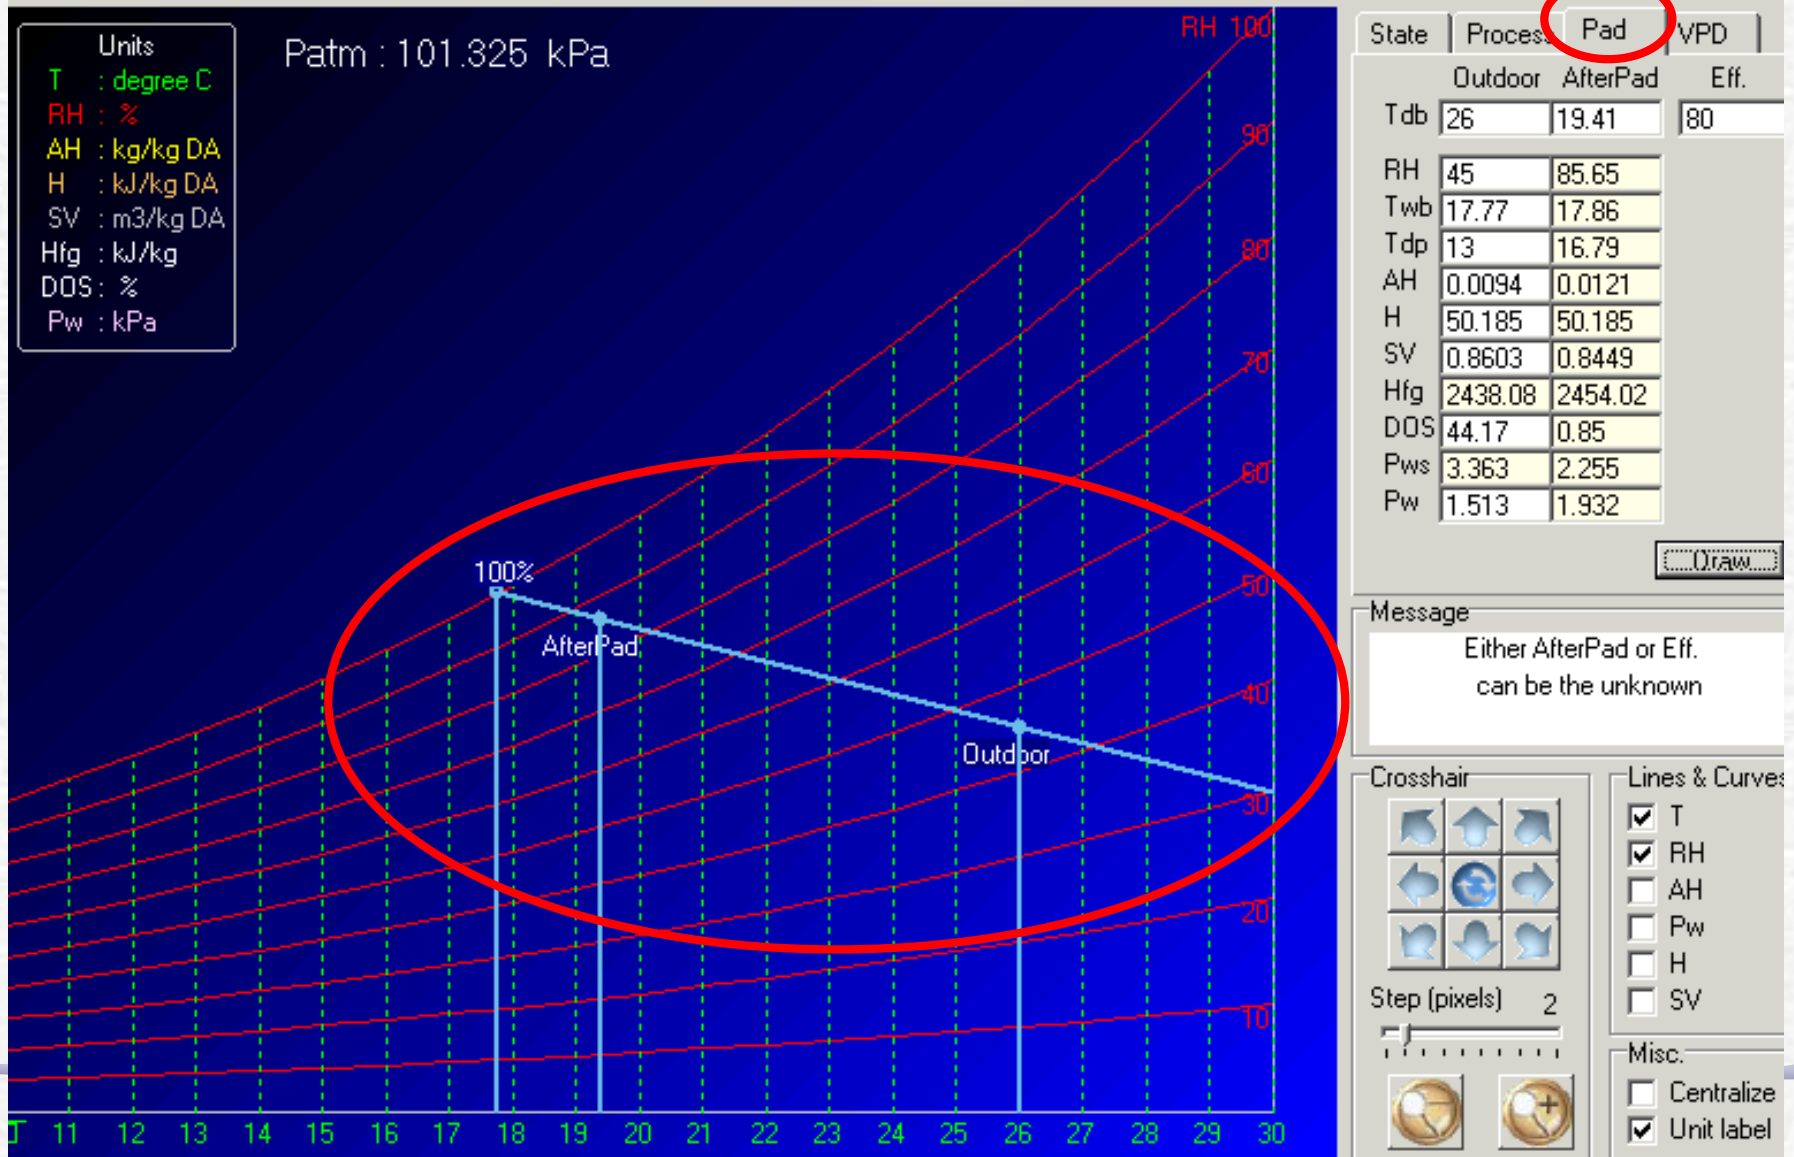 Units
T : degree C
RH : %
AH : kg/kg DA
H : kJ/kg DA
SV : m3/kg DA
Hfg : kJ/kg
DOS : %
Pw : kPa
Patm : 101.325 kPa
RH 100
90
80
70
60
50
40
30
20
10
100%
AfterPad
Outdoor
T 11 12 13 14 15 16 17 18 19 20 21 22 23 24 25 26 27 28 29 30
State Process Pad VPD
Outdoor AfterPad Eff.
Tdb 26 19.41 80
RH 45 85.65
Twb 17.77 17.86
Tdp 13 16.79
AH 0.0094 0.0121
H 50.185 50.185
SV 0.8603 0.8449
Hfg 2438.08 2454.02
DOS 44.17 0.85
Pws 3.363 2.255
Pw 1.513 1.932
Draw
Message
Either AfterPad or Eff.
can be the unknown
Crosshair
Step (pixels) 2
Lines & Curves
T
RH
AH
Pw
H
SV
Misc.
Centralize
Unit label